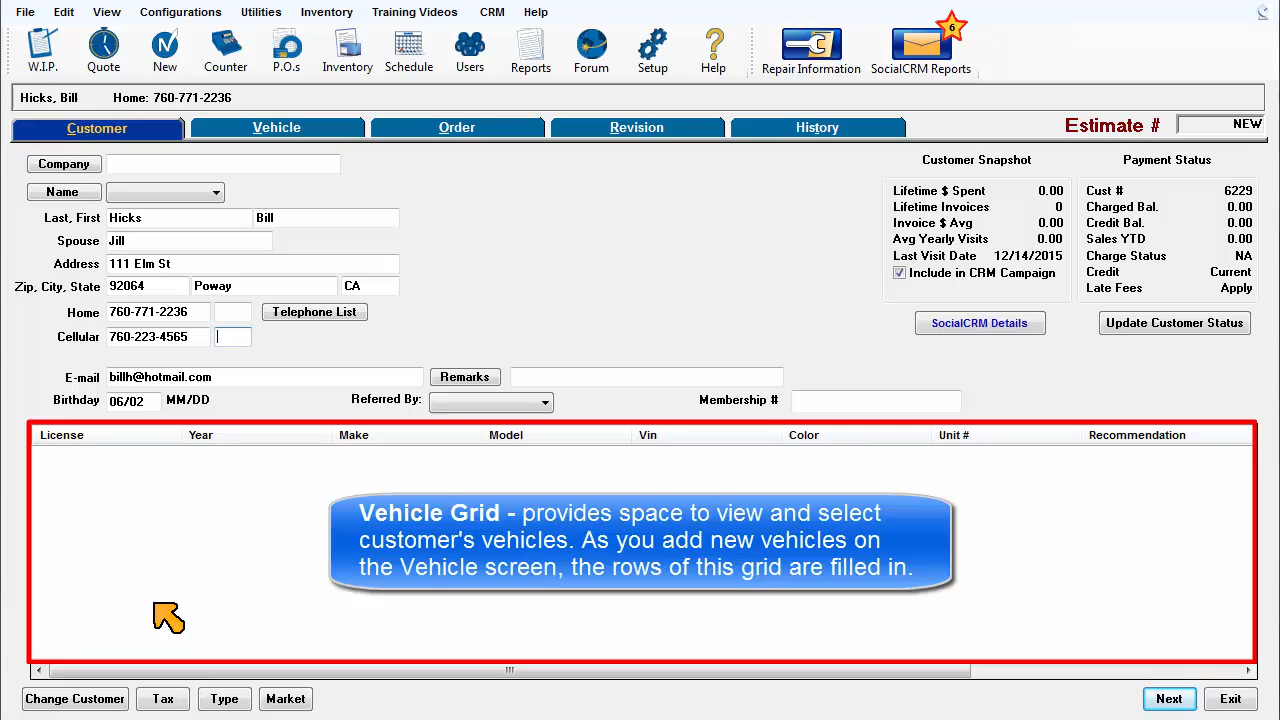 File Edit View Configurations Utilities Inventory Training Videos CRM Help
6
W.I.P. Quote New Counter P.O.s Inventory Schedule Users Reports Forum Setup Help Repair Information SocialCRM Reports
Hicks, Bill Home: 760-771-2236
Customer Vehicle Order Revision History Estimate # NEW
Company
Name
Last, First Hicks Bill
Spouse Jill
Address 111 Elm St
Zip, City, State 92064 Poway CA
Home 760-771-2236 Telephone List
Cellular 760-223-4565
E-mail billh@hotmail.com Remarks
Birthday 06/02 MM/DD Referred By: Membership #
Customer Snapshot
Lifetime $ Spent 0.00
Lifetime Invoices 0
Invoice $ Avg 0.00
Avg Yearly Visits 0.00
Last Visit Date 12/14/2015
Include in CRM Campaign
SocialCRM Details
Payment Status
Cust # 6229
Charged Bal. 0.00
Credit Bal. 0.00
Sales YTD 0.00
Charge Status NA
Credit Current
Late Fees Apply
Update Customer Status
License Year Make Model Vin Color Unit # Recommendation
Vehicle Grid - provides space to view and select
customer's vehicles. As you add new vehicles on
the Vehicle screen, the rows of this grid are filled in.
Change Customer Tax Type Market Next Exit